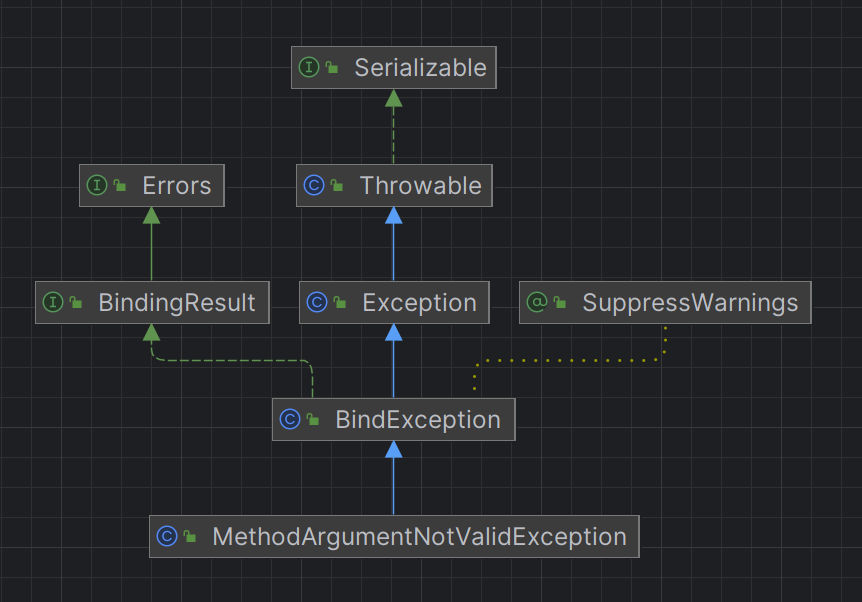 I Serializable
I Errors
C Throwable
I BindingResult
C Exception
@ SuppressWarnings
C BindException
C MethodArgumentNotValidException